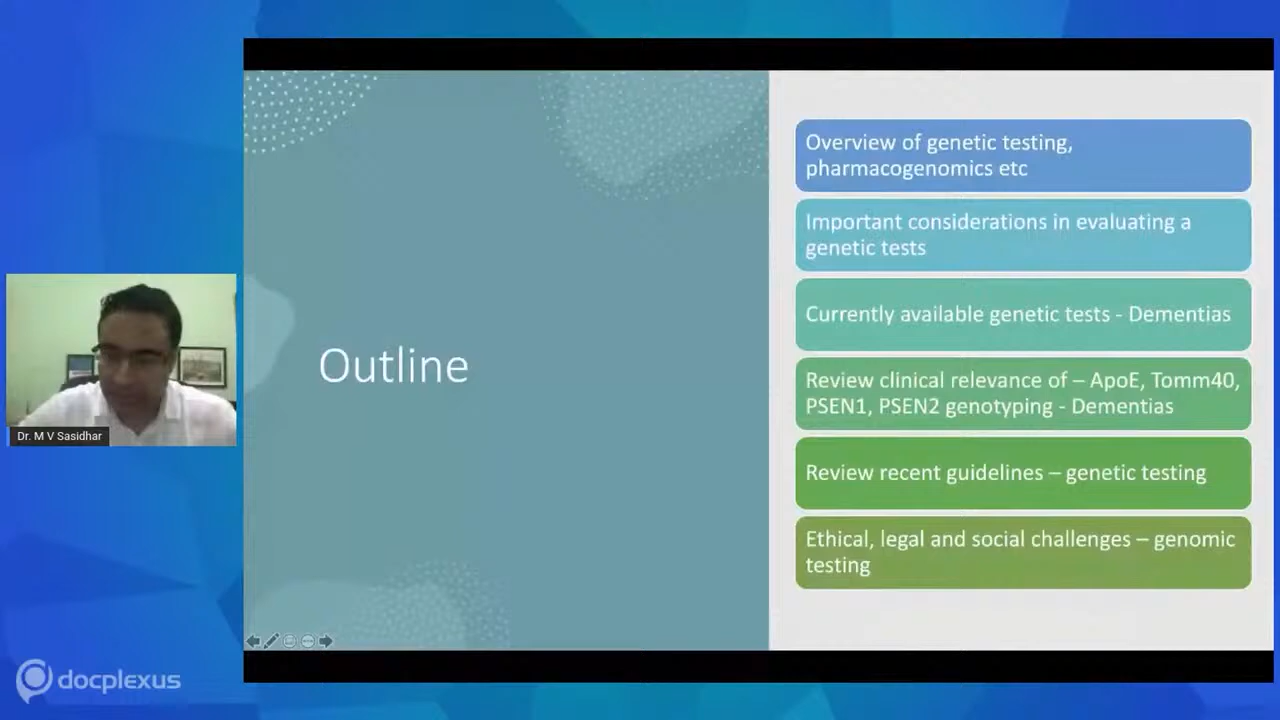 Outline
Overview of genetic testing,
pharmacogenomics etc
Important considerations in evaluating a
genetic tests
Currently available genetic tests - Dementias
Review clinical relevance of – ApoE, Tomm40,
PSEN1, PSEN2 genotyping - Dementias
Review recent guidelines – genetic testing
Ethical, legal and social challenges – genomic
testing
Dr. M V Sasidhar
docplexus